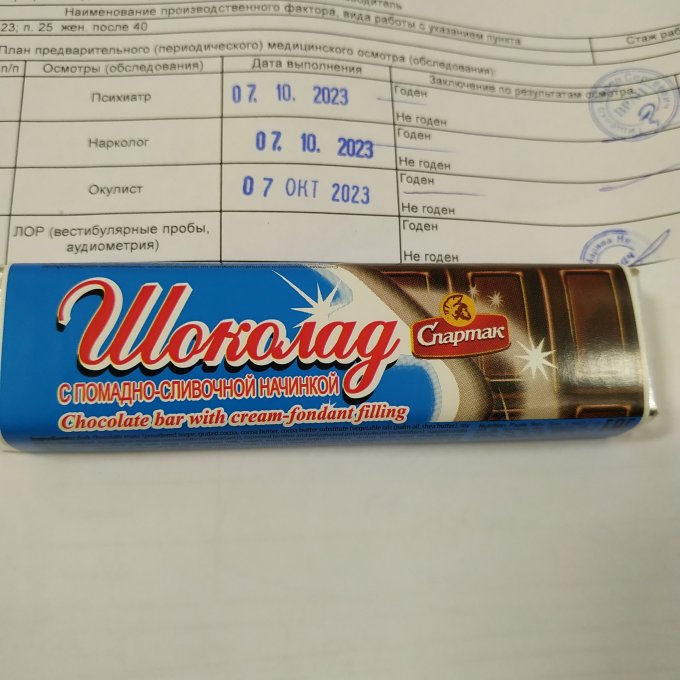 Наименование производственного фактора, вида работы с указанием пункта
Стаж раб
23; п. 25 жен. после 40
План предварительного (периодического) медицинского осмотра (обследования)
п/п
Осмотры (обследования)
Дата выполнения
Заключение по результатам осмотра
Психиатр
07. 10. 2023
Годен
Не годен
Нарколог
07. 10. 2023
Годен
Не годен
Окулист
07 ОКТ 2023
Годен
Не годен
ЛОР (вестибулярные пробы,
аудиометрия)
Годен
Не годен
Шоколад
Спартак
С ПОМАДНО-СЛИВОЧНОЙ НАЧИНКОЙ
Chocolate bar with cream-fondant filling